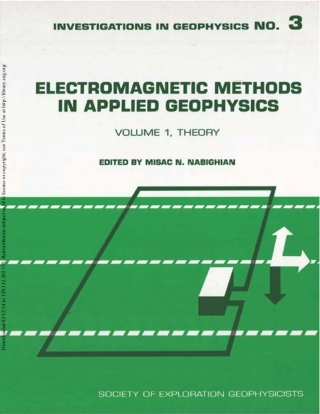 INVESTIGATIONS IN GEOPHYSICS NO. 3
ELECTROMAGNETIC METHODS
IN APPLIED GEOPHYSICS
VOLUME 1, THEORY
EDITED BY MISAC N. NABIGHIAN
SOCIETY OF EXPLORATION GEOPHYSICISTS